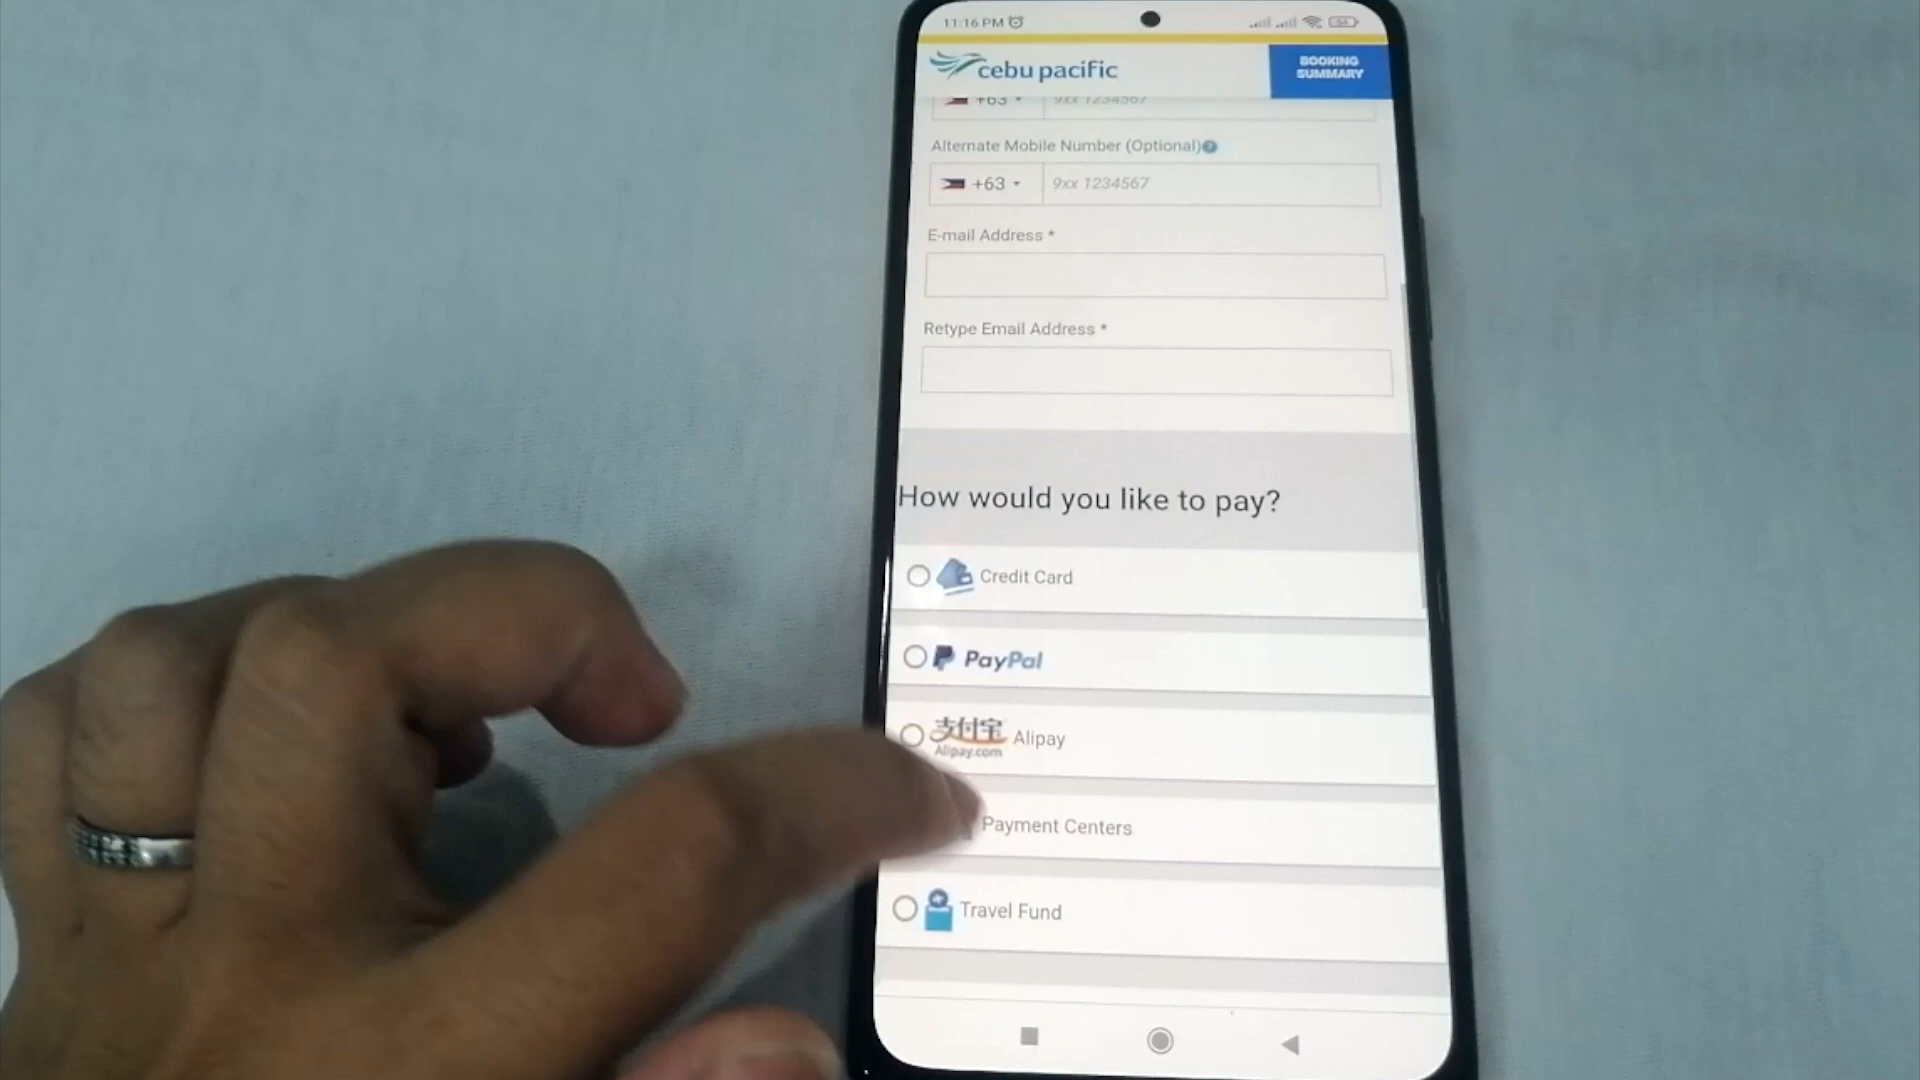 11:16 PM
54
cebu pacific
BOOKING
SUMMARY
+63 9xx 1234567
Alternate Mobile Number (Optional)
+63 9xx 1234567
E-mail Address *
Retype Email Address *
How would you like to pay?
Credit Card
PayPal
支付宝
Alipay.com
Alipay
Payment Centers
Travel Fund